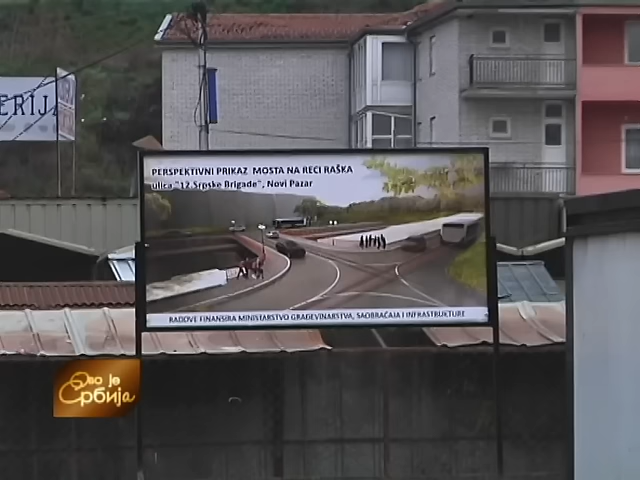 ERIJ
PERSPEKTIVNI PRIKAZ MOSTA NA RECI RAŠKA
ulica "12.Srpske Brigade", Novi Pazar
RADOVE FINANSIRA MINISTARSTVO GRAĐEVINARSTVA, SAOBRAĆAJA I INFRASTRUKTURE
Ово је
Србија